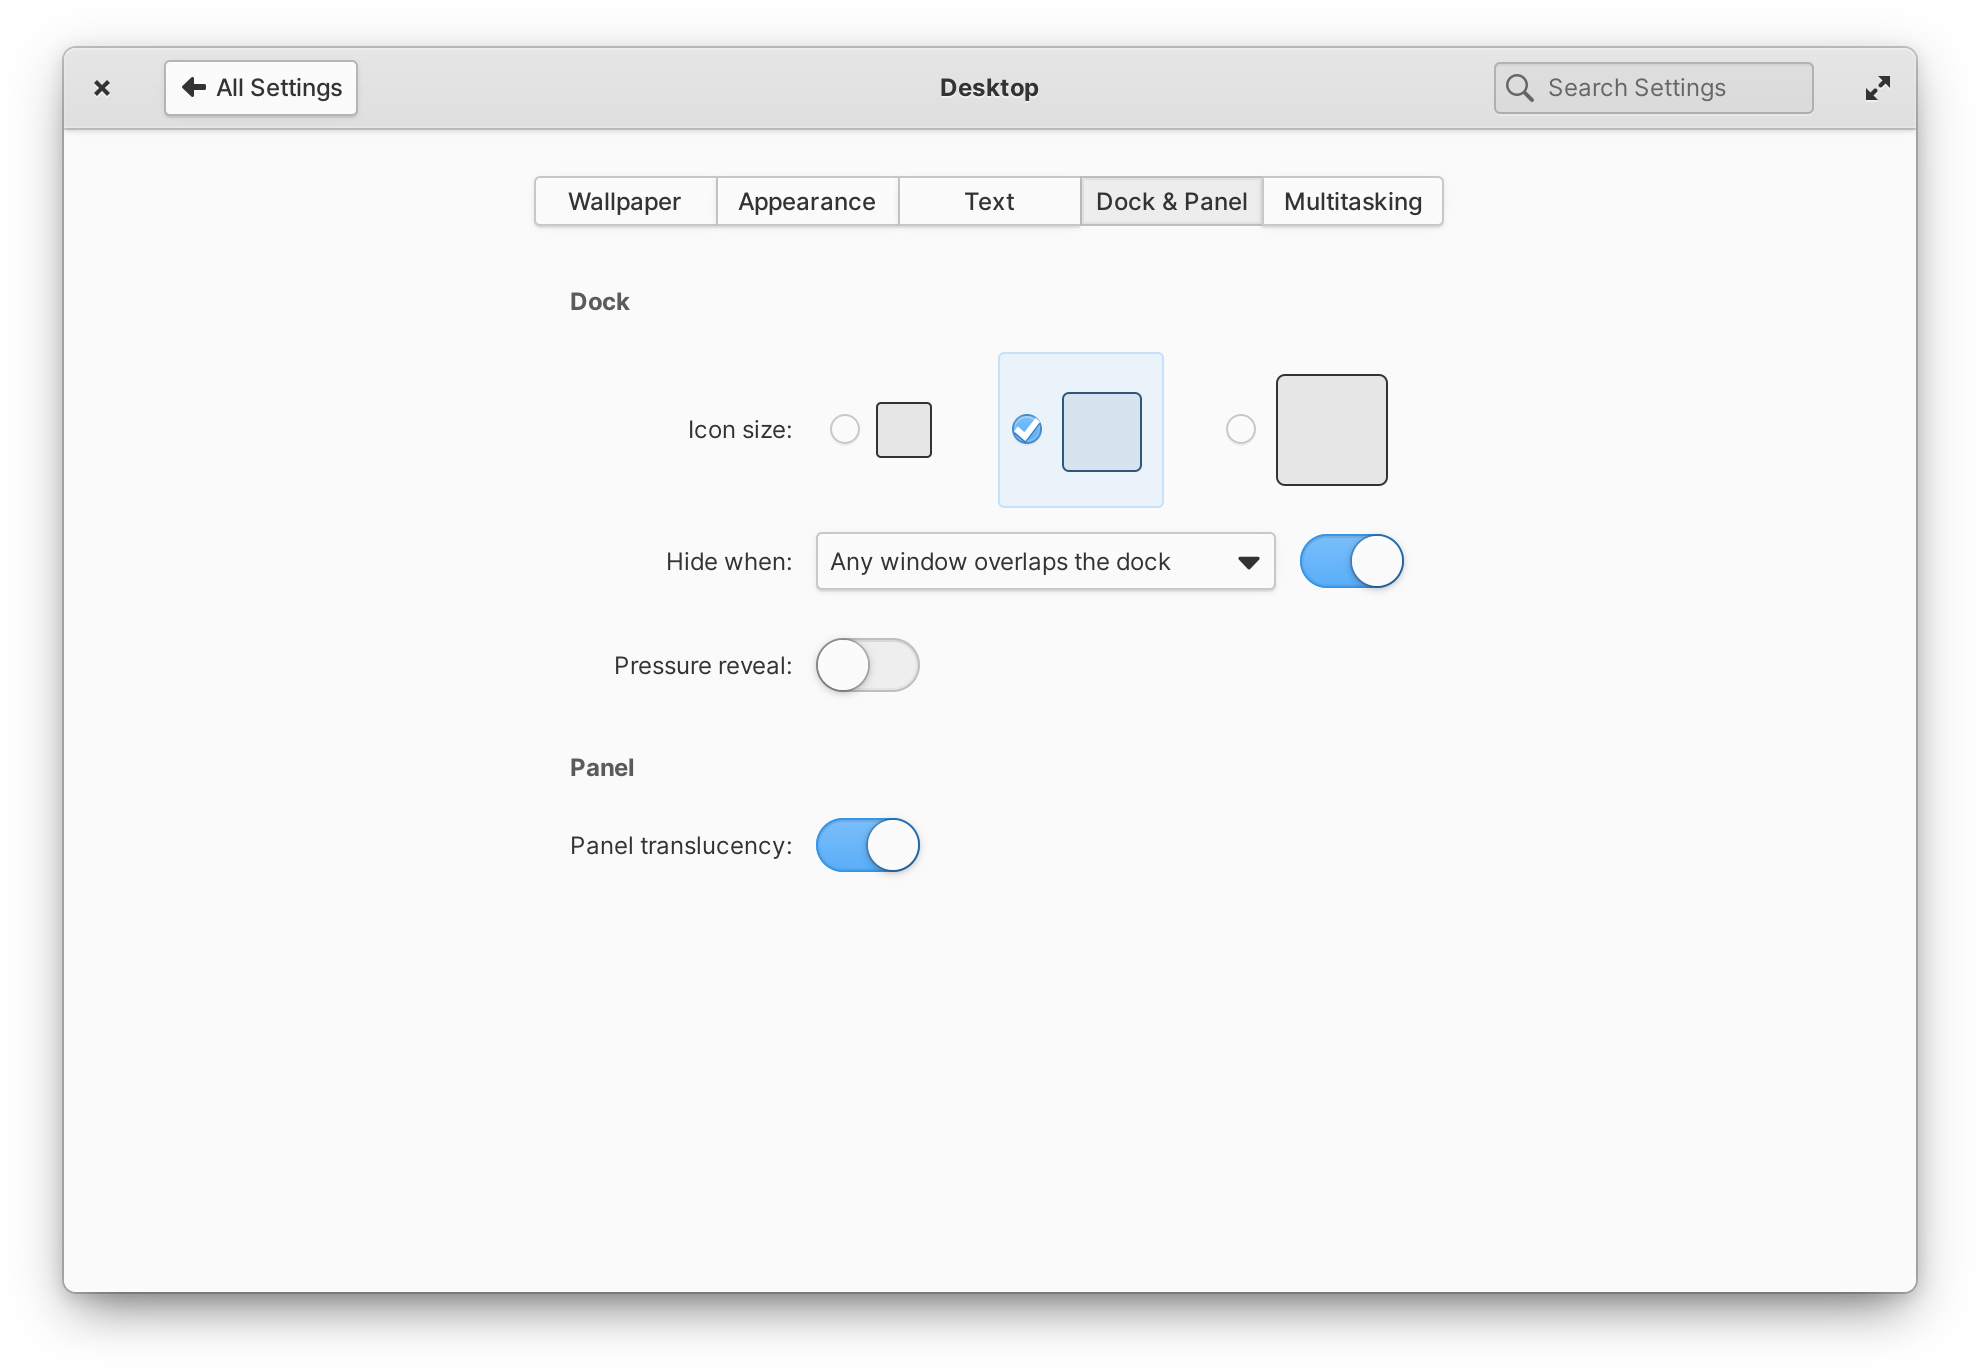 All Settings
Desktop
Search Settings
Wallpaper
Appearance
Text
Dock & Panel
Multitasking
Dock
Icon size:
Hide when:
Any window overlaps the dock
Pressure reveal:
Panel
Panel translucency: